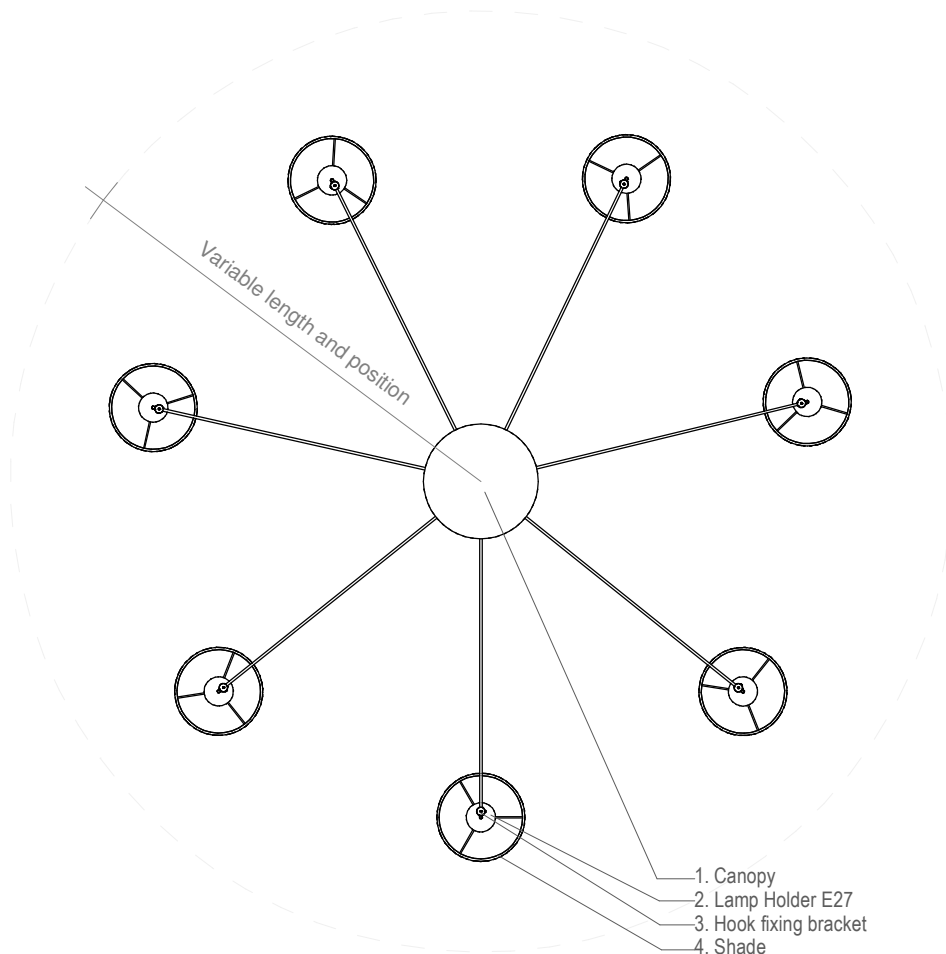 Variable length and position
1. Canopy
2. Lamp Holder E27
3. Hook fixing bracket
4. Shade